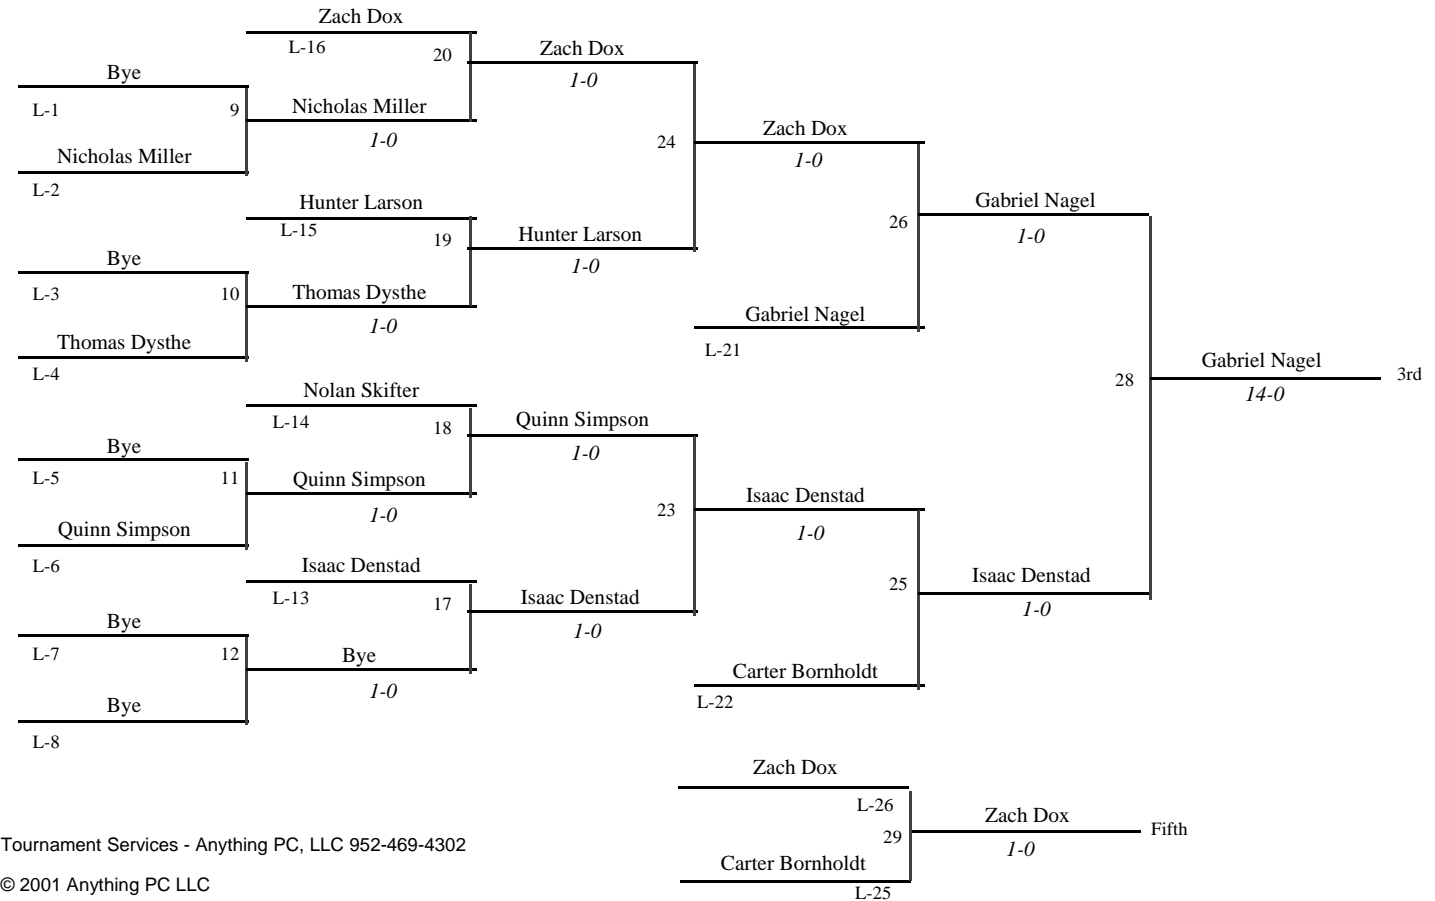 Zach Dox
L-16
20
Zach Dox
1-0
Bye
L-1
9
Nicholas Miller
1-0
Nicholas Miller
L-2
24
Zach Dox
1-0
Hunter Larson
L-15
19
Hunter Larson
1-0
Bye
L-3
10
Thomas Dysthe
1-0
Thomas Dysthe
L-4
26
Gabriel Nagel
1-0
Gabriel Nagel
L-21
Nolan Skifter
L-14
18
Quinn Simpson
1-0
Bye
L-5
11
Quinn Simpson
1-0
Quinn Simpson
L-6
23
Isaac Denstad
1-0
Isaac Denstad
L-13
17
Isaac Denstad
1-0
Bye
L-7
12
Bye
1-0
Bye
L-8
25
Isaac Denstad
1-0
Carter Bornholdt
L-22
28
Gabriel Nagel
14-0
3rd
Zach Dox
L-26
29
Zach Dox
1-0
Fifth
Carter Bornholdt
L-25
Tournament Services - Anything PC, LLC 952-469-4302
© 2001 Anything PC LLC